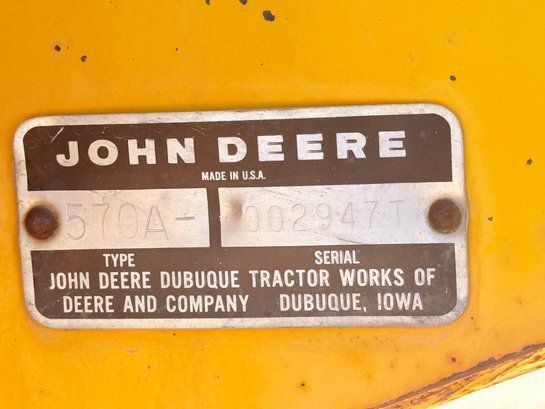 JOHN DEERE
MADE IN U.S.A.
570A- 002947T
TYPE SERIAL
JOHN DEERE DUBUQUE TRACTOR WORKS OF
DEERE AND COMPANY DUBUQUE, IOWA